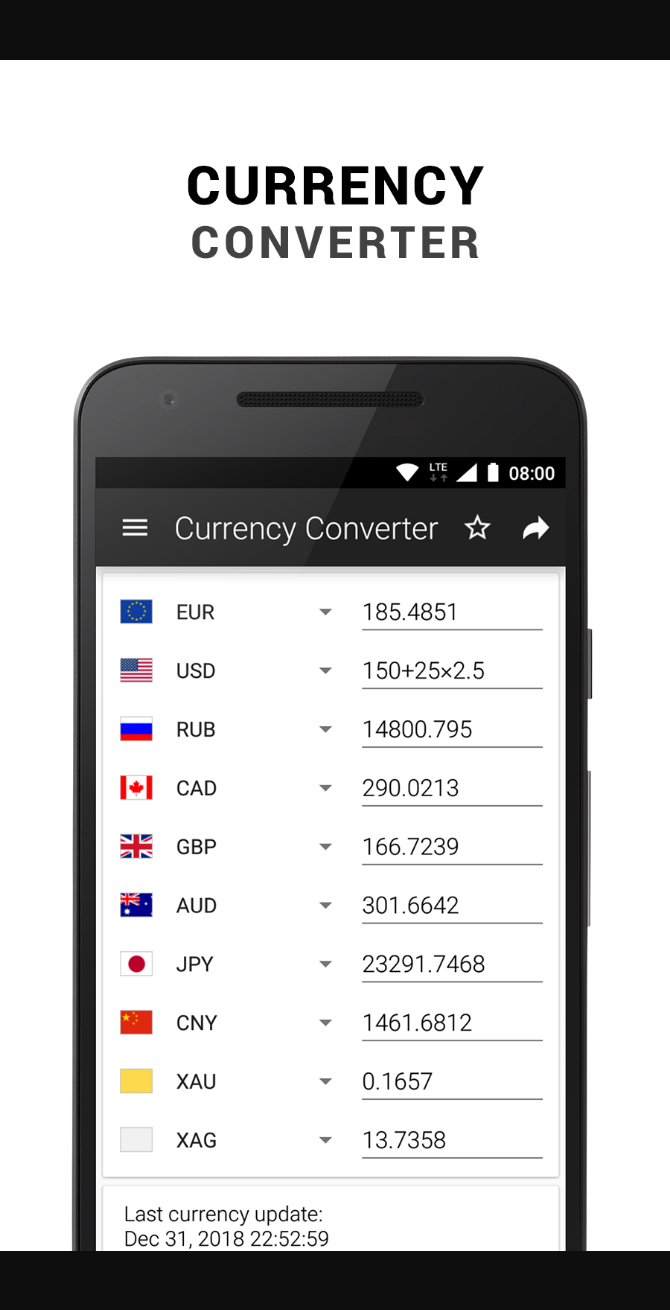 CURRENCY
CONVERTER
LTE 08:00
Currency Converter
EUR 185.4851
USD 150+25×2.5
RUB 14800.795
CAD 290.0213
GBP 166.7239
AUD 301.6642
JPY 23291.7468
CNY 1461.6812
XAU 0.1657
XAG 13.7358
Last currency update:
Dec 31, 2018 22:52:59